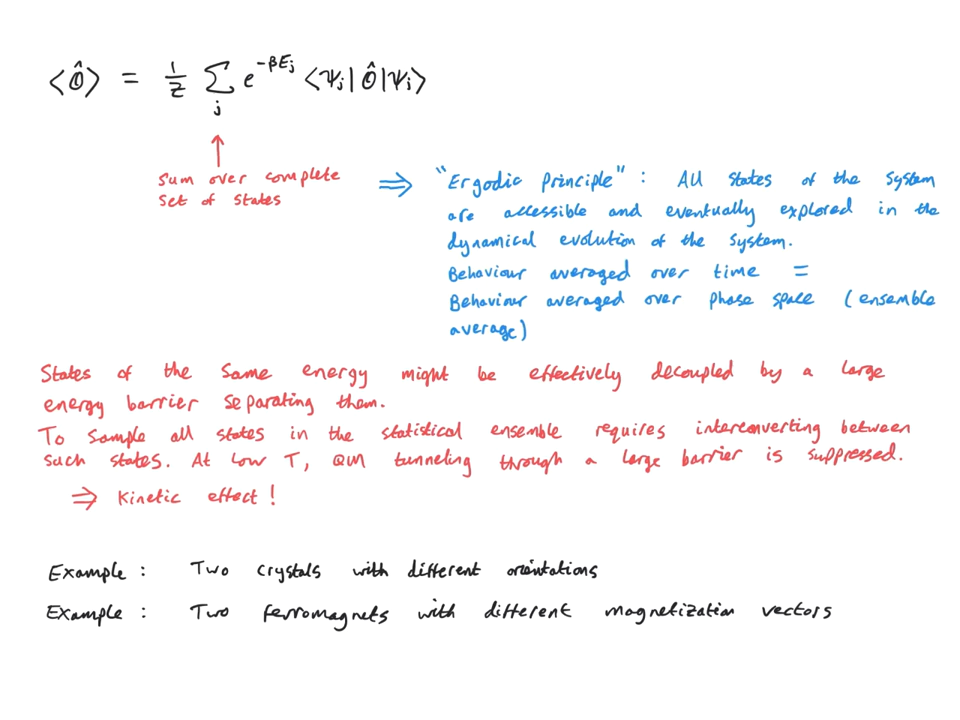 ⟨Ô⟩ = 1/Z Σ_j e^{-βE_j} ⟨ψ_j|Ô|ψ_j⟩
Sum over complete
set of states
⇒ "Ergodic Principle" : All states of the system
are accessible and eventually explored in the
dynamical evolution of the system.
Behaviour averaged over time =
Behaviour averaged over phase space (ensemble
average)
States of the same energy might be effectively decoupled by a large
energy barrier separating them.
To sample all states in the statistical ensemble requires interconverting between
such states. At low T, QM tunneling through a large barrier is suppressed.
⇒ Kinetic effect!
Example : Two crystals with different orientations
Example : Two ferromagnets with different magnetization vectors